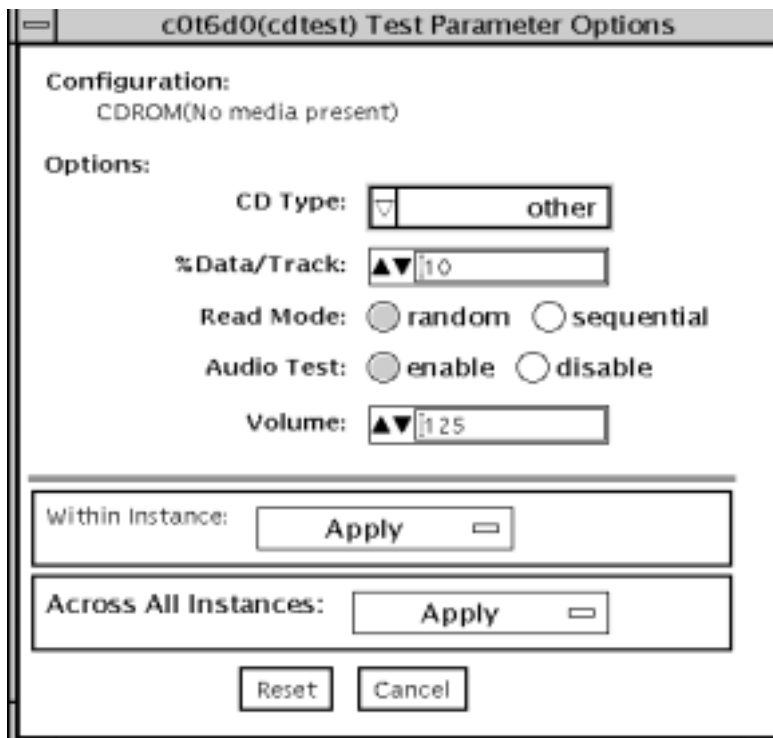 c0t6d0(cdtest) Test Parameter Options
Configuration:
CDROM(No media present)
Options:
CD Type: other
%Data/Track: 10
Read Mode: random sequential
Audio Test: enable disable
Volume: 125
Within Instance: Apply
Across All Instances: Apply
Reset Cancel